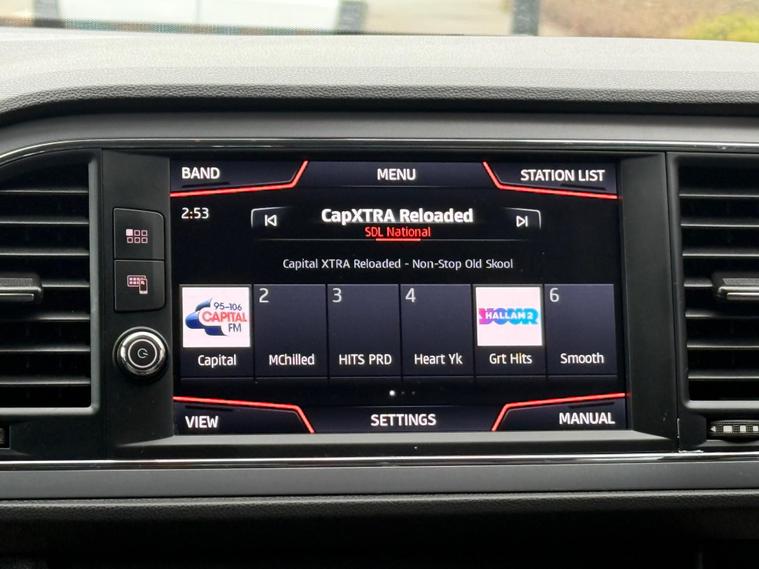 BAND MENU STATION LIST
2:53
CapXTRA Reloaded
SDL National
Capital XTRA Reloaded - Non-Stop Old Skool
95-106
CAPITAL
FM
Capital
2
MChilled
3
HITS PRD
4
Heart Yk
HALLAM 2
Grt Hits
6
Smooth
VIEW SETTINGS MANUAL